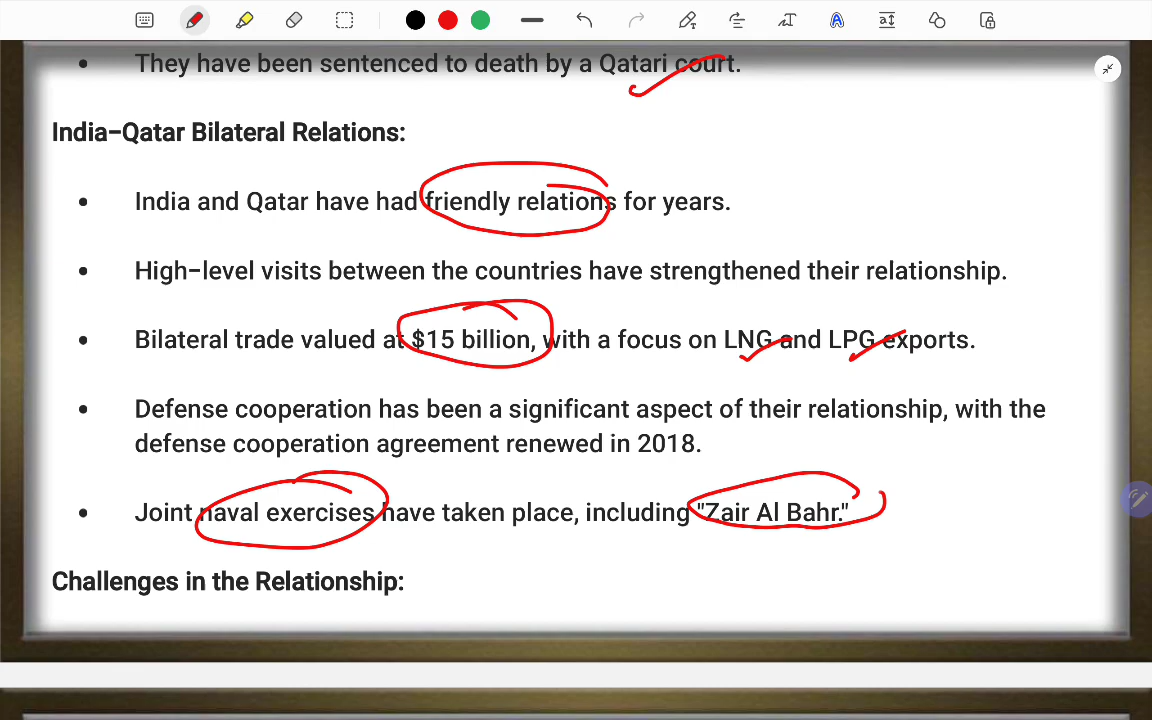 • They have been sentenced to death by a Qatari court.
India–Qatar Bilateral Relations:
• India and Qatar have had friendly relations for years.
• High–level visits between the countries have strengthened their relationship.
• Bilateral trade valued at $15 billion, with a focus on LNG and LPG exports.
• Defense cooperation has been a significant aspect of their relationship, with the
defense cooperation agreement renewed in 2018.
• Joint naval exercises have taken place, including "Zair Al Bahr."
Challenges in the Relationship: